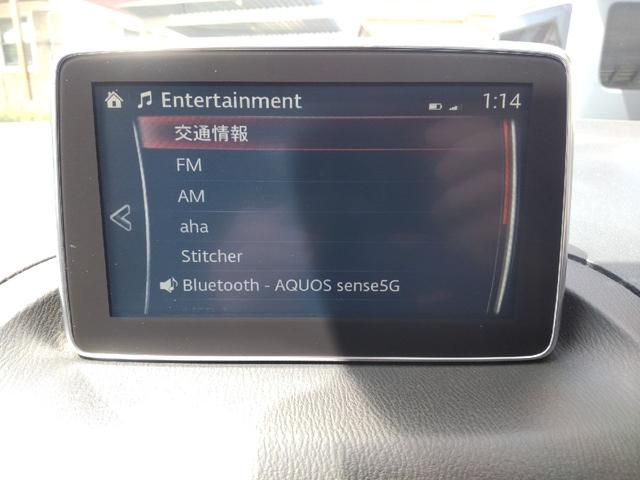 Entertainment 1:14
交通情報
FM
AM
aha
Stitcher
Bluetooth - AQUOS sense5G